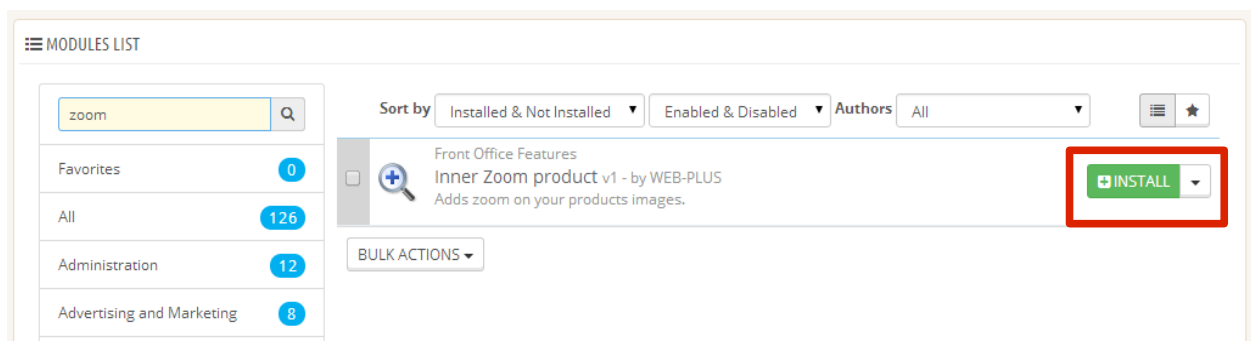 MODULES LIST
zoom
Sort by Installed & Not Installed Enabled & Disabled Authors All
Favorites 0
All 126
Administration 12
Advertising and Marketing 8
Front Office Features
Inner Zoom product v1 - by WEB-PLUS
Adds zoom on your products images.
INSTALL
BULK ACTIONS